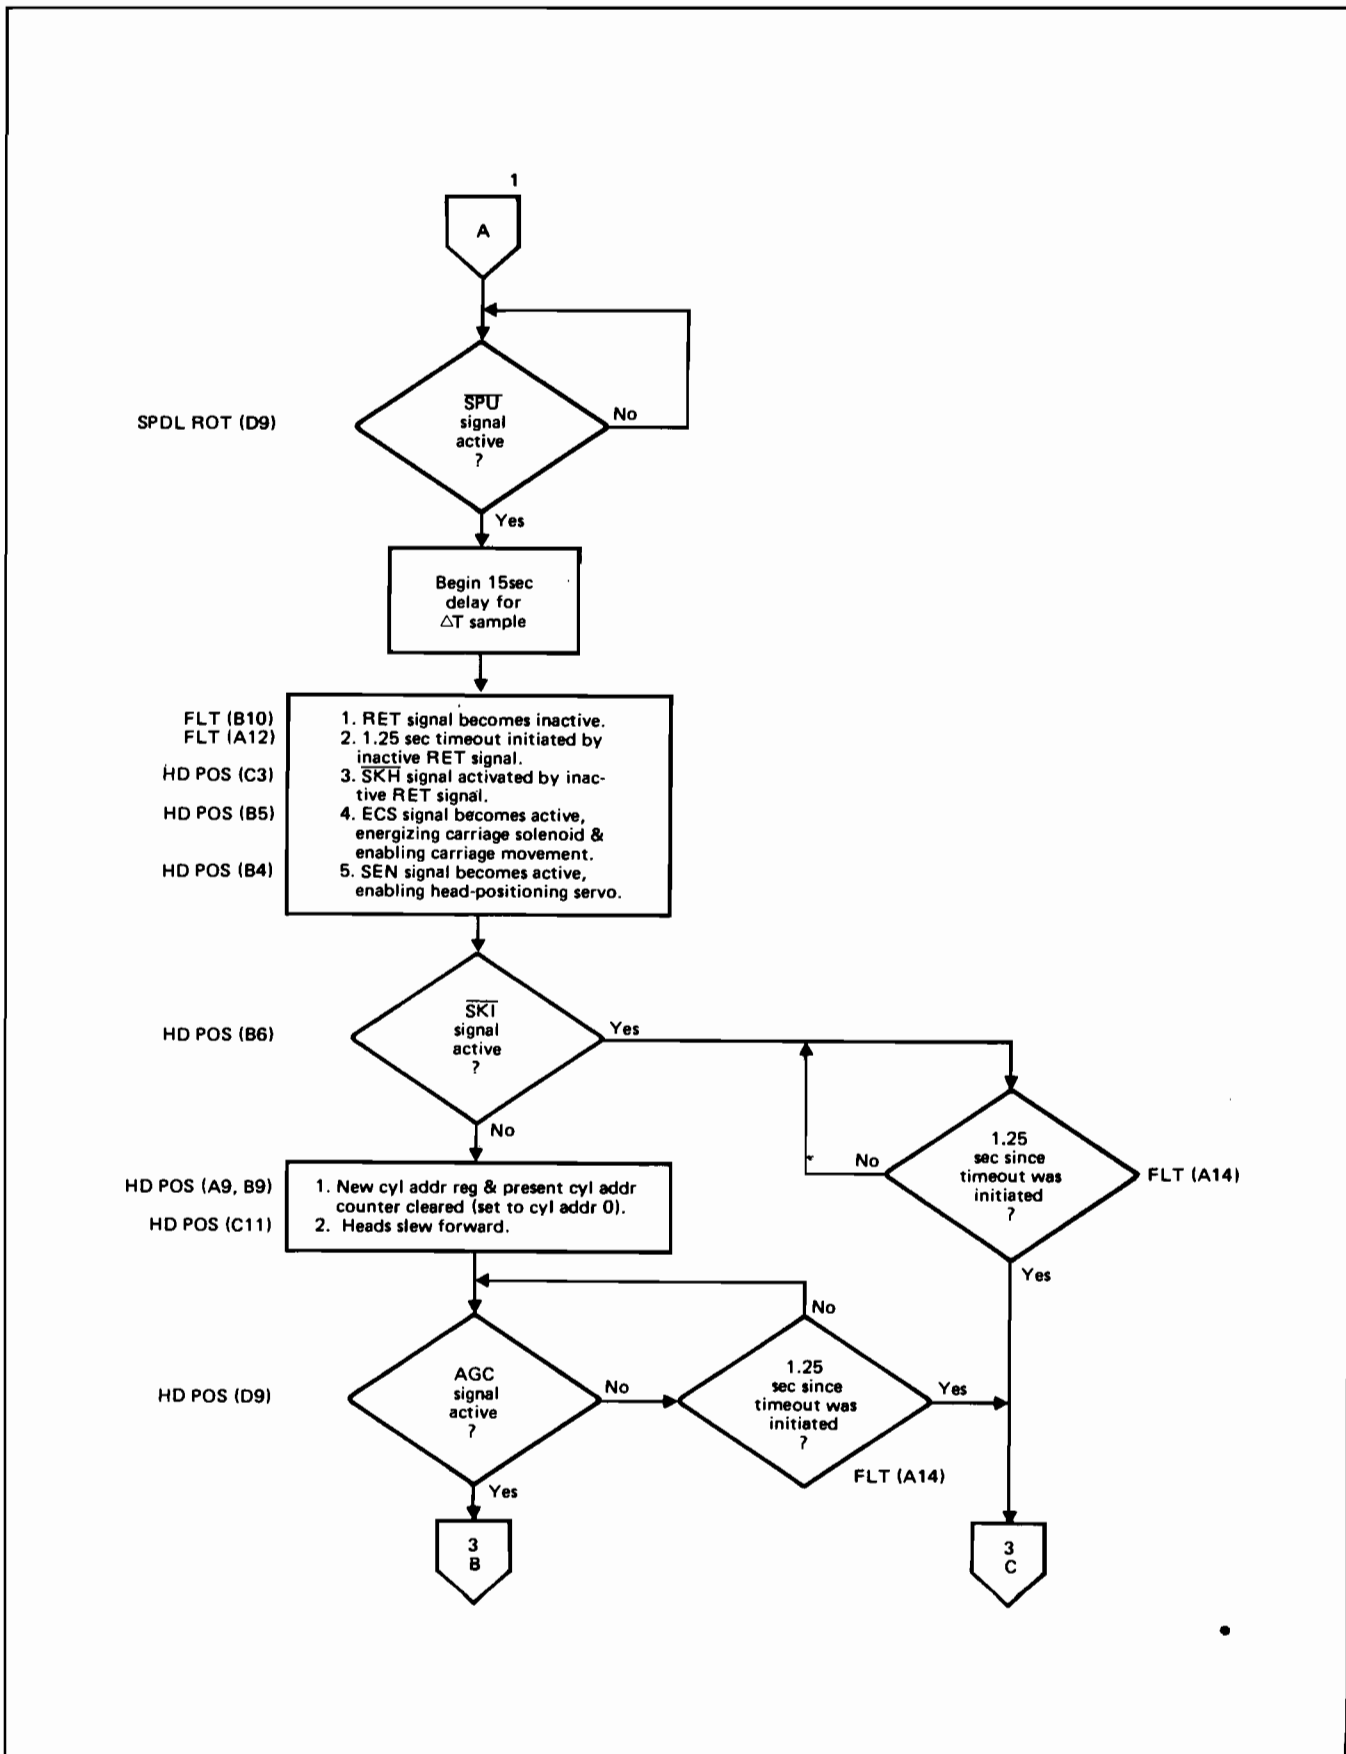 1
A
SPDL ROT (D9)
S̅P̅U̅
signal
active
?
No
Yes
Begin 15sec
delay for
△T sample
FLT (B10)
1. RET signal becomes inactive.
FLT (A12)
2. 1.25 sec timeout initiated by
inactive RET signal.
HD POS (C3)
3. S̅K̅H̅ signal activated by inac-
tive RET signal.
HD POS (B5)
4. ECS signal becomes active,
energizing carriage solenoid &
enabling carriage movement.
HD POS (B4)
5. SEN signal becomes active,
enabling head-positioning servo.
HD POS (B6)
S̅K̅I̅
signal
active
?
Yes
No
1.25
sec since
timeout was
initiated
?
No
FLT (A14)
Yes
HD POS (A9, B9)
1. New cyl addr reg & present cyl addr
counter cleared (set to cyl addr 0).
HD POS (C11)
2. Heads slew forward.
HD POS (D9)
AGC
signal
active
?
No
Yes
No
1.25
sec since
timeout was
initiated
?
Yes
FLT (A14)
3
B
3
C